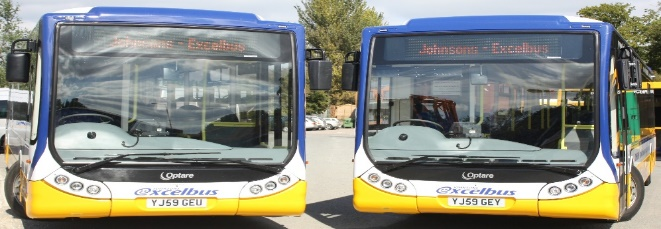 Johnsons - Excelbus
Optare
excelbus
YJ59 GEU
Johnsons - Excelbus
Optare
excelbus
YJ59 GEY